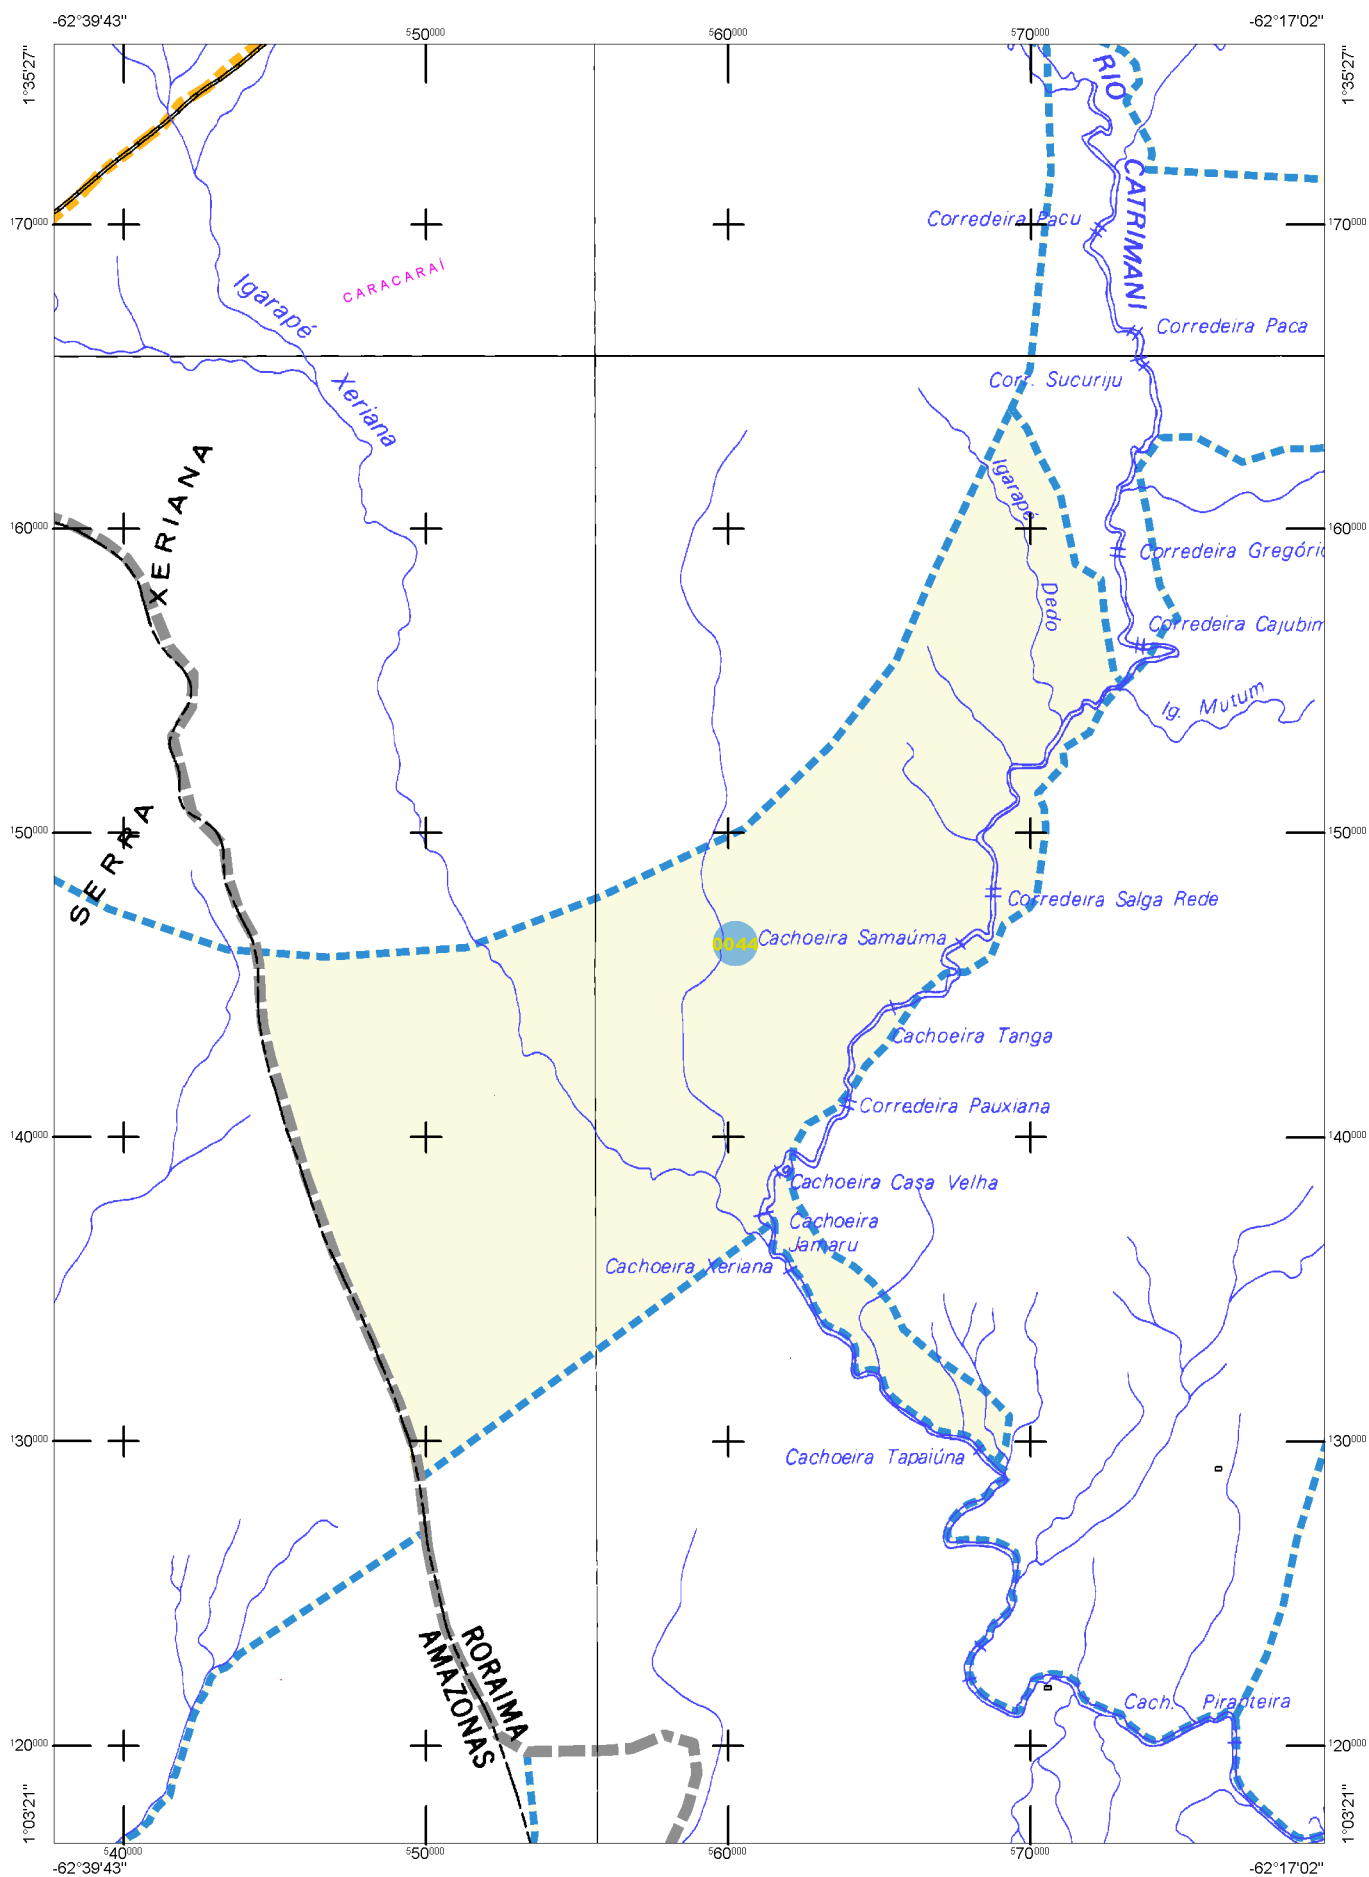 -62°39'43"
-62°17'02"
550000
560000
570000
1°35'27"
1°35'27"
RIO
CATRIMANI
170000
170000
Corredeira Pacu
CARACARAÍ
Igarapé
Xeriana
Corredeira Paca
Corr. Sucuriju
XERIANA
Igarapé
Dedo
160000
160000
Corredeira Gregório
Corredeira Cajubim
Ig. Mutum
SERRA
150000
150000
Corredeira Salga Rede
0044
Cachoeira Samaúma
Cachoeira Tanga
Corredeira Pauxiana
140000
140000
Cachoeira Casa Velha
Cachoeira
Jamaru
Cachoeira Xeriana
130000
130000
Cachoeira Tapaiúna
RORAIMA
AMAZONAS
Cach. Piranteira
120000
120000
1°03'21"
1°03'21"
540000
550000
560000
570000
-62°39'43"
-62°17'02"